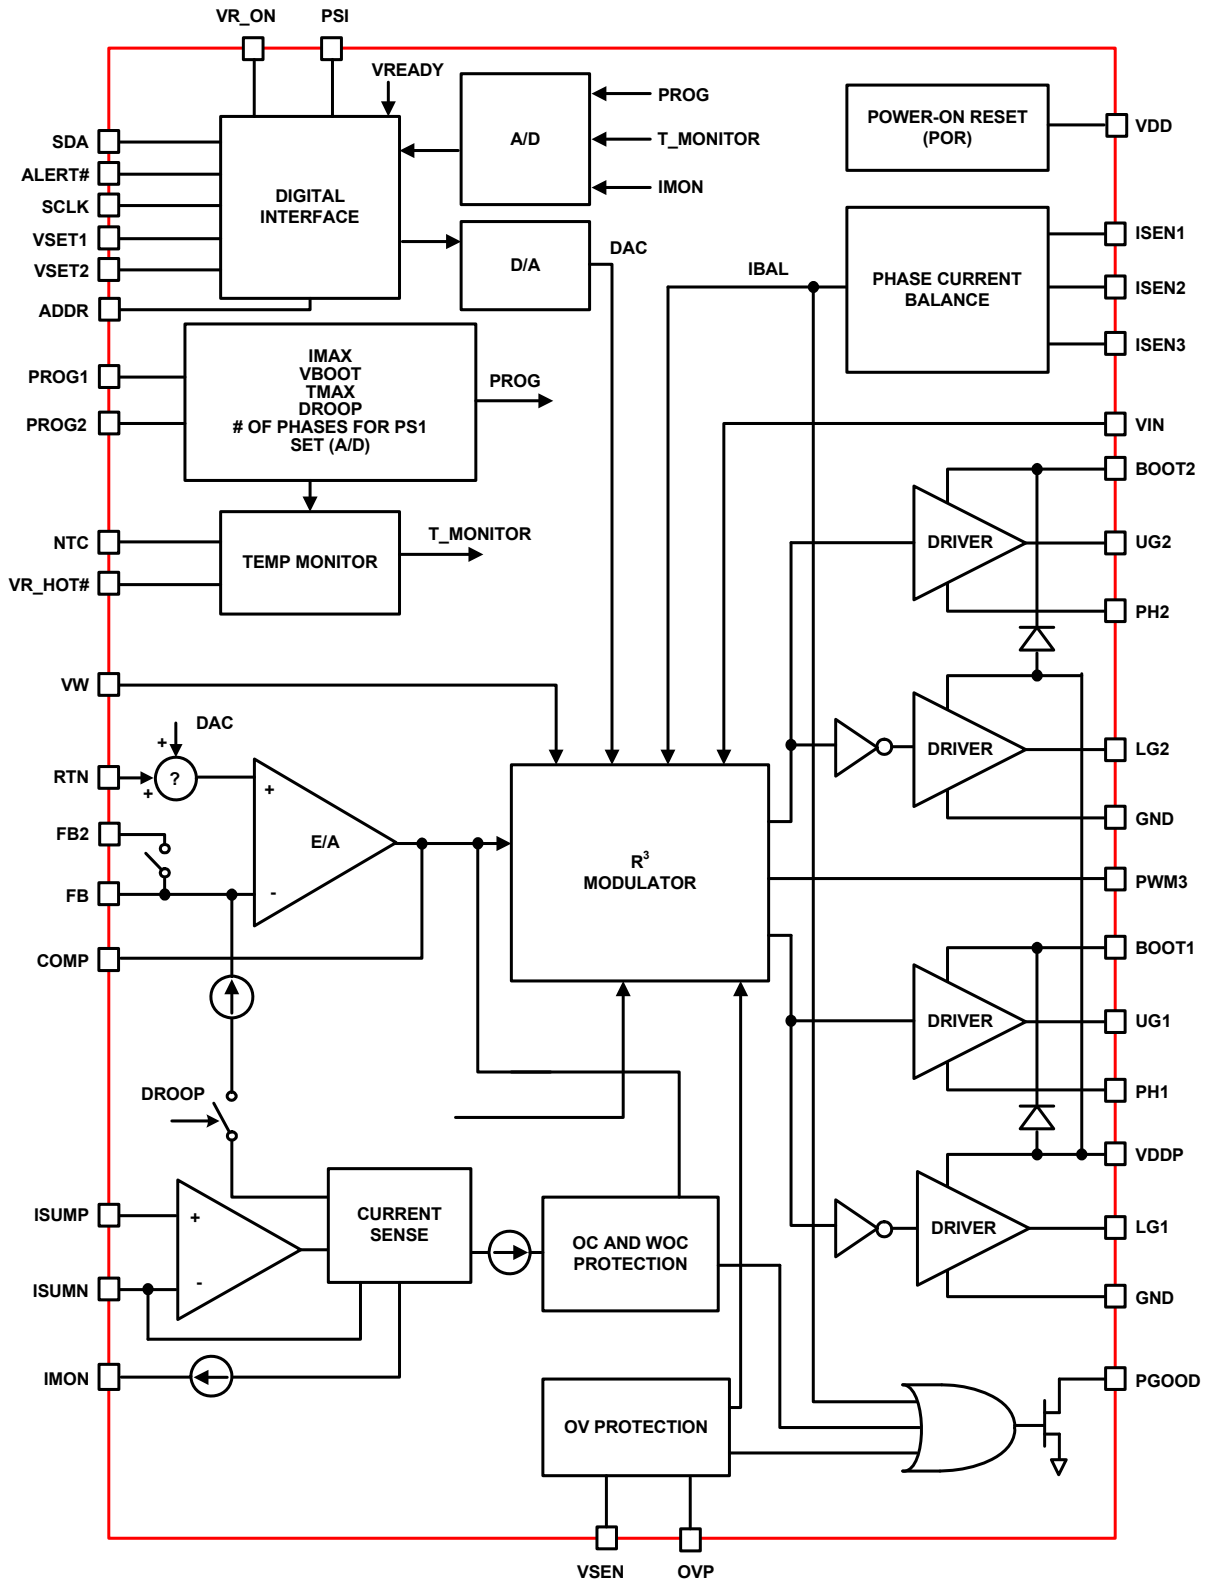 VR_ON
PSI
VREADY
SDA
ALERT#
SCLK
VSET1
VSET2
ADDR
DIGITAL
INTERFACE
A/D
PROG
T_MONITOR
IMON
D/A
DAC
POWER-ON RESET
(POR)
VDD
IBAL
PHASE CURRENT
BALANCE
ISEN1
ISEN2
ISEN3
PROG1
PROG2
IMAX
VBOOT
TMAX
DROOP
# OF PHASES FOR PS1
SET (A/D)
PROG
VIN
BOOT2
DRIVER
UG2
PH2
NTC
VR_HOT#
TEMP MONITOR
T_MONITOR
VW
DAC
+
RTN
+
?
FB2
FB
COMP
+
E/A
-
R3
MODULATOR
DRIVER
LG2
GND
PWM3
BOOT1
DRIVER
UG1
PH1
VDDP
DROOP
ISUMP
ISUMN
+
-
CURRENT
SENSE
OC AND WOC
PROTECTION
DRIVER
LG1
GND
IMON
OV PROTECTION
PGOOD
VSEN
OVP